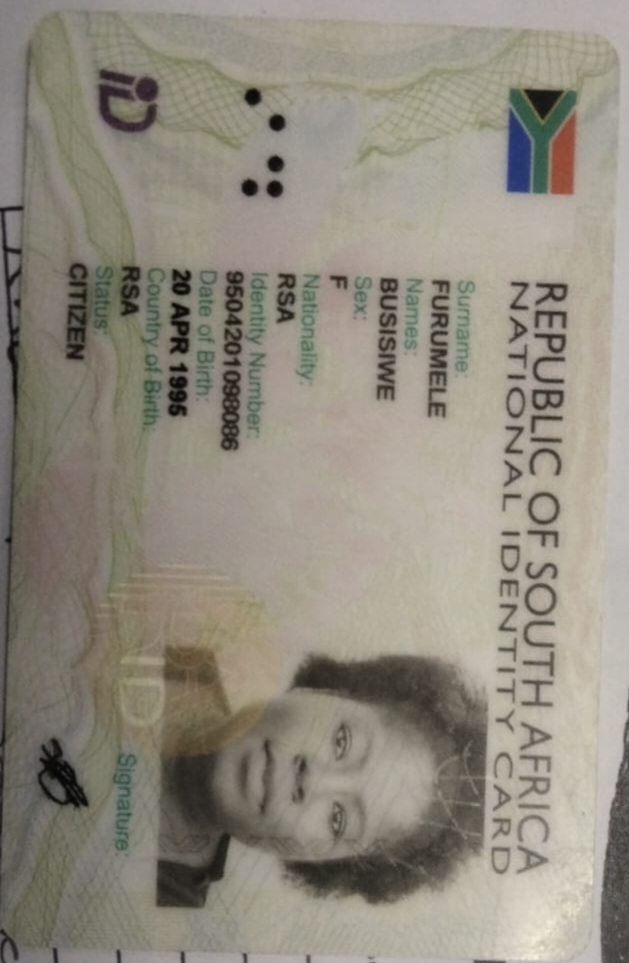 REPUBLIC OF SOUTH AFRICA
NATIONAL IDENTITY CARD
Surname:
FURUMELE
Names:
BUSISIWE
Sex:
F
Nationality:
RSA
Identity Number:
9504201098086
Date of Birth:
20 APR 1995
Country of Birth:
RSA
Status:
CITIZEN
Signature:
iD
iD